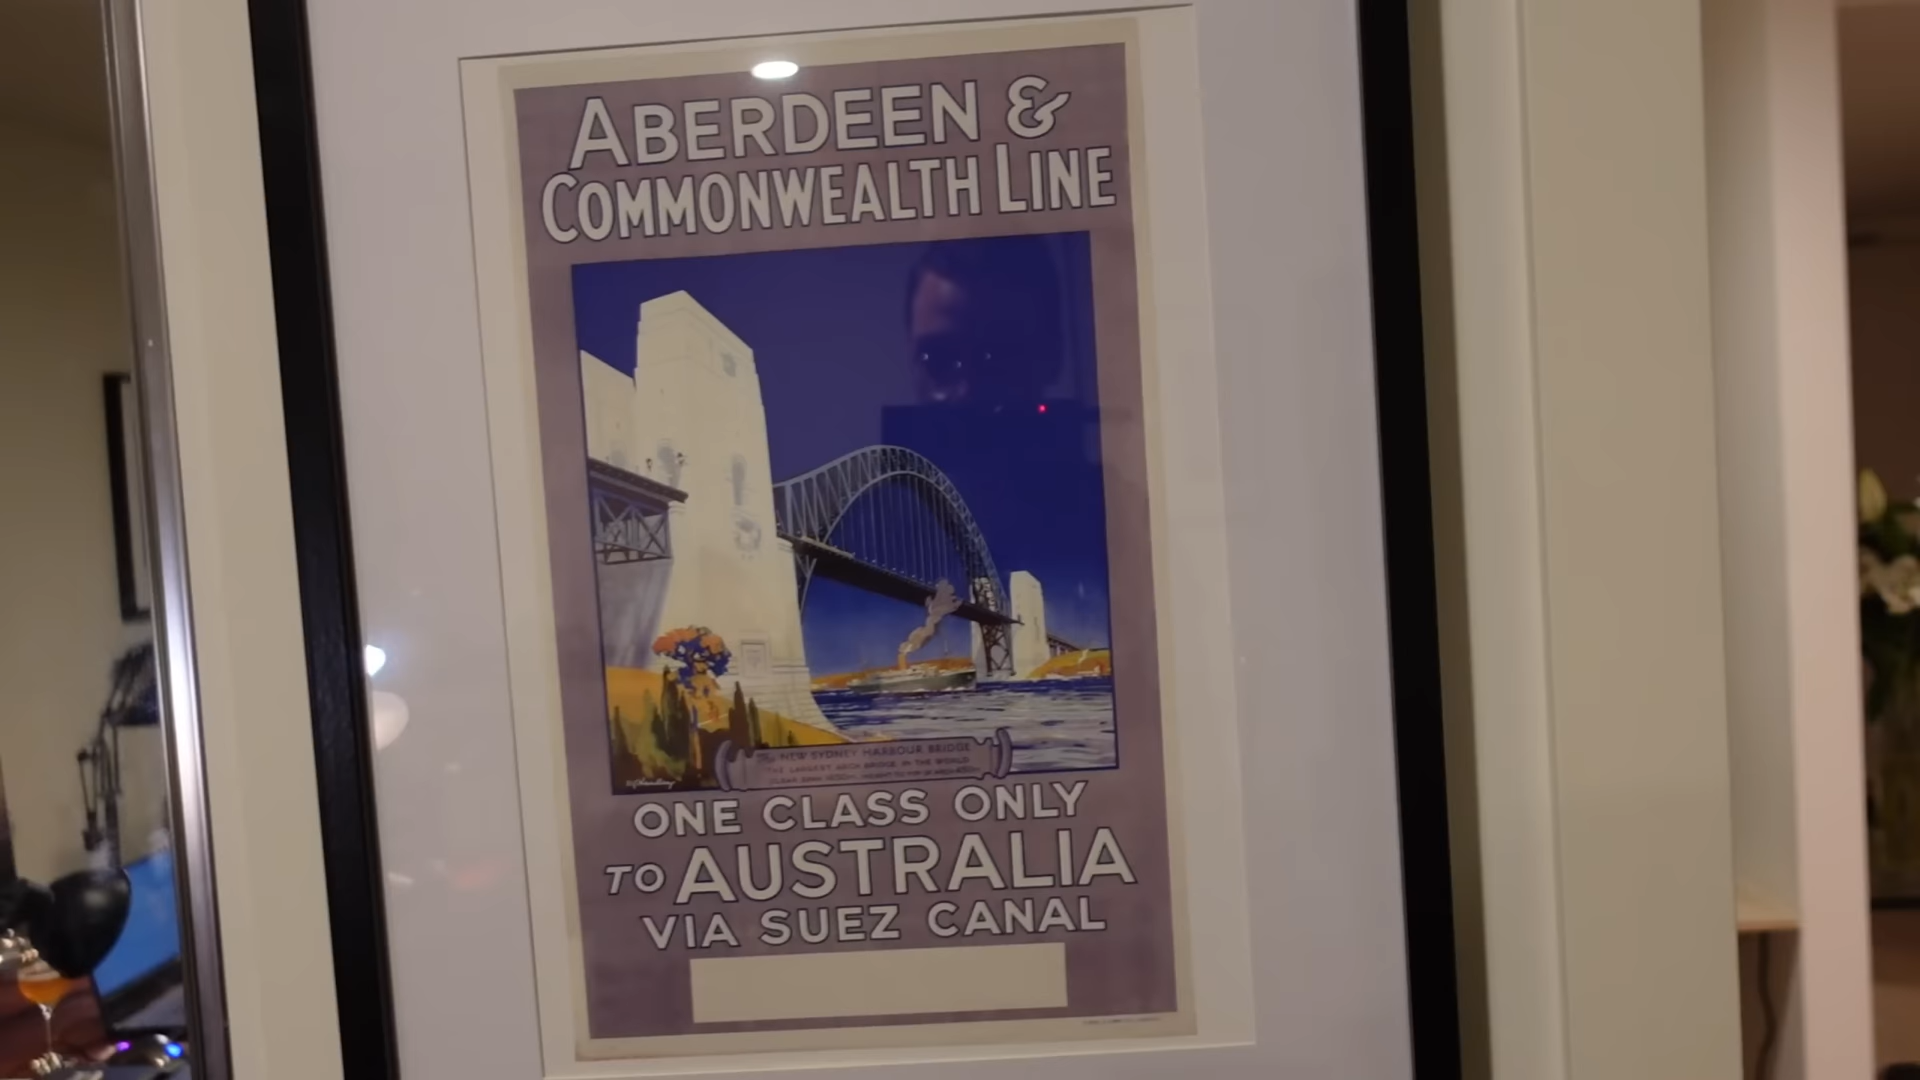 ABERDEEN &
COMMONWEALTH LINE
The NEW SYDNEY HARBOUR BRIDGE
THE LARGEST ARCH BRIDGE IN THE WORLD
ONE CLASS ONLY
TO AUSTRALIA
VIA SUEZ CANAL